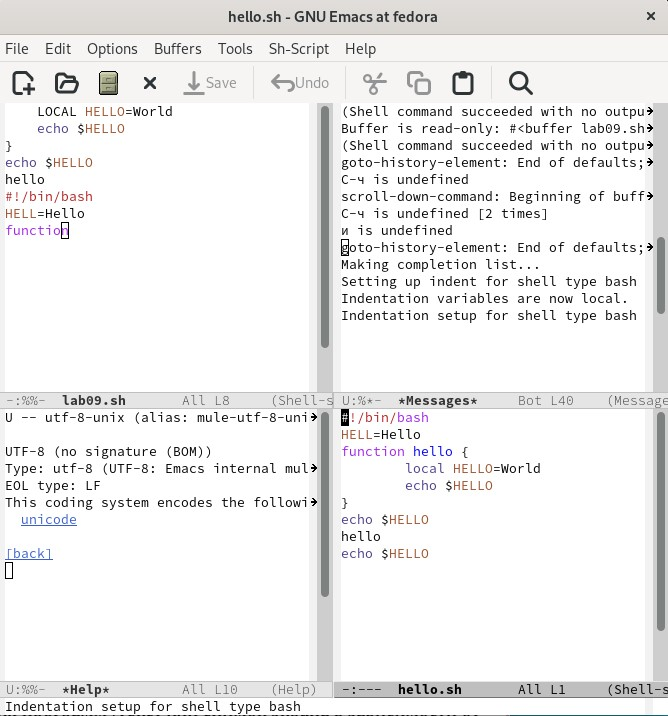 hello.sh - GNU Emacs at fedora
File Edit Options Buffers Tools Sh-Script Help
Save Undo
LOCAL HELLO=World
echo $HELLO
}
echo $HELLO
hello
#!/bin/bash
HELL=Hello
function
-:%%- lab09.sh All L8 (Shell-s
(Shell command succeeded with no outpu
Buffer is read-only: #<buffer lab09.sh
(Shell command succeeded with no outpu
goto-history-element: End of defaults;
C-ч is undefined
scroll-down-command: Beginning of buff
C-ч is undefined [2 times]
и is undefined
goto-history-element: End of defaults;
Making completion list...
Setting up indent for shell type bash
Indentation variables are now local.
Indentation setup for shell type bash
U:%*- *Messages* Bot L40 (Message
U -- utf-8-unix (alias: mule-utf-8-uni
UTF-8 (no signature (BOM))
Type: utf-8 (UTF-8: Emacs internal mul
EOL type: LF
This coding system encodes the followi
unicode
[back]
U:%%- *Help* All L10 (Help)
#!/bin/bash
HELL=Hello
function hello {
local HELLO=World
echo $HELLO
}
echo $HELLO
hello
echo $HELLO
-:--- hello.sh All L1 (Shell-s
Indentation setup for shell type bash